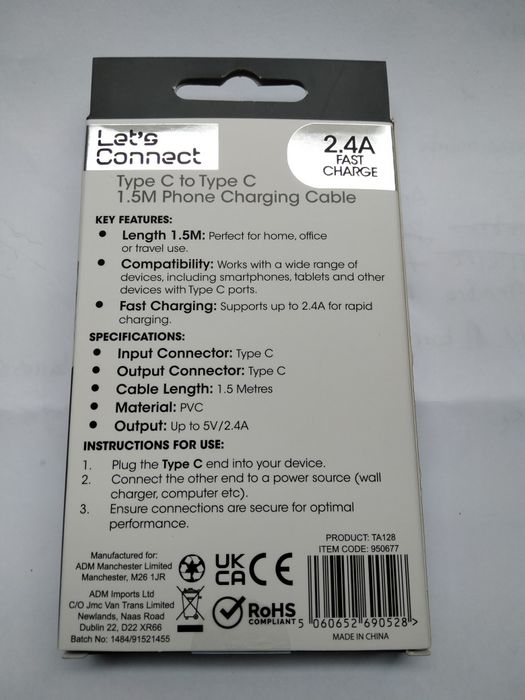 Let's
Connect
2.4A
FAST
CHARGE
Type C to Type C
1.5M Phone Charging Cable
KEY FEATURES:
• Length 1.5M: Perfect for home, office
or travel use.
• Compatibility: Works with a wide range of
devices, including smartphones, tablets and other
devices with Type C ports.
• Fast Charging: Supports up to 2.4A for rapid
charging.
SPECIFICATIONS:
• Input Connector: Type C
• Output Connector: Type C
• Cable Length: 1.5 Metres
• Material: PVC
• Output: Up to 5V/2.4A
INSTRUCTIONS FOR USE:
1. Plug the Type C end into your device.
2. Connect the other end to a power source (wall
charger, computer etc).
3. Ensure connections are secure for optimal
performance.
PRODUCT: TA128
ITEM CODE: 950677
Manufactured for:
ADM Manchester Limited
Manchester, M26 1JR
ADM Imports Ltd
C/O Jmc Van Trans Limited
Newlands, Naas Road
Dublin 22, D22 XR66
Batch No: 1484/91521455
UK
CA
CE
RoHS
COMPLIANT
5 060652 690528 >
MADE IN CHINA